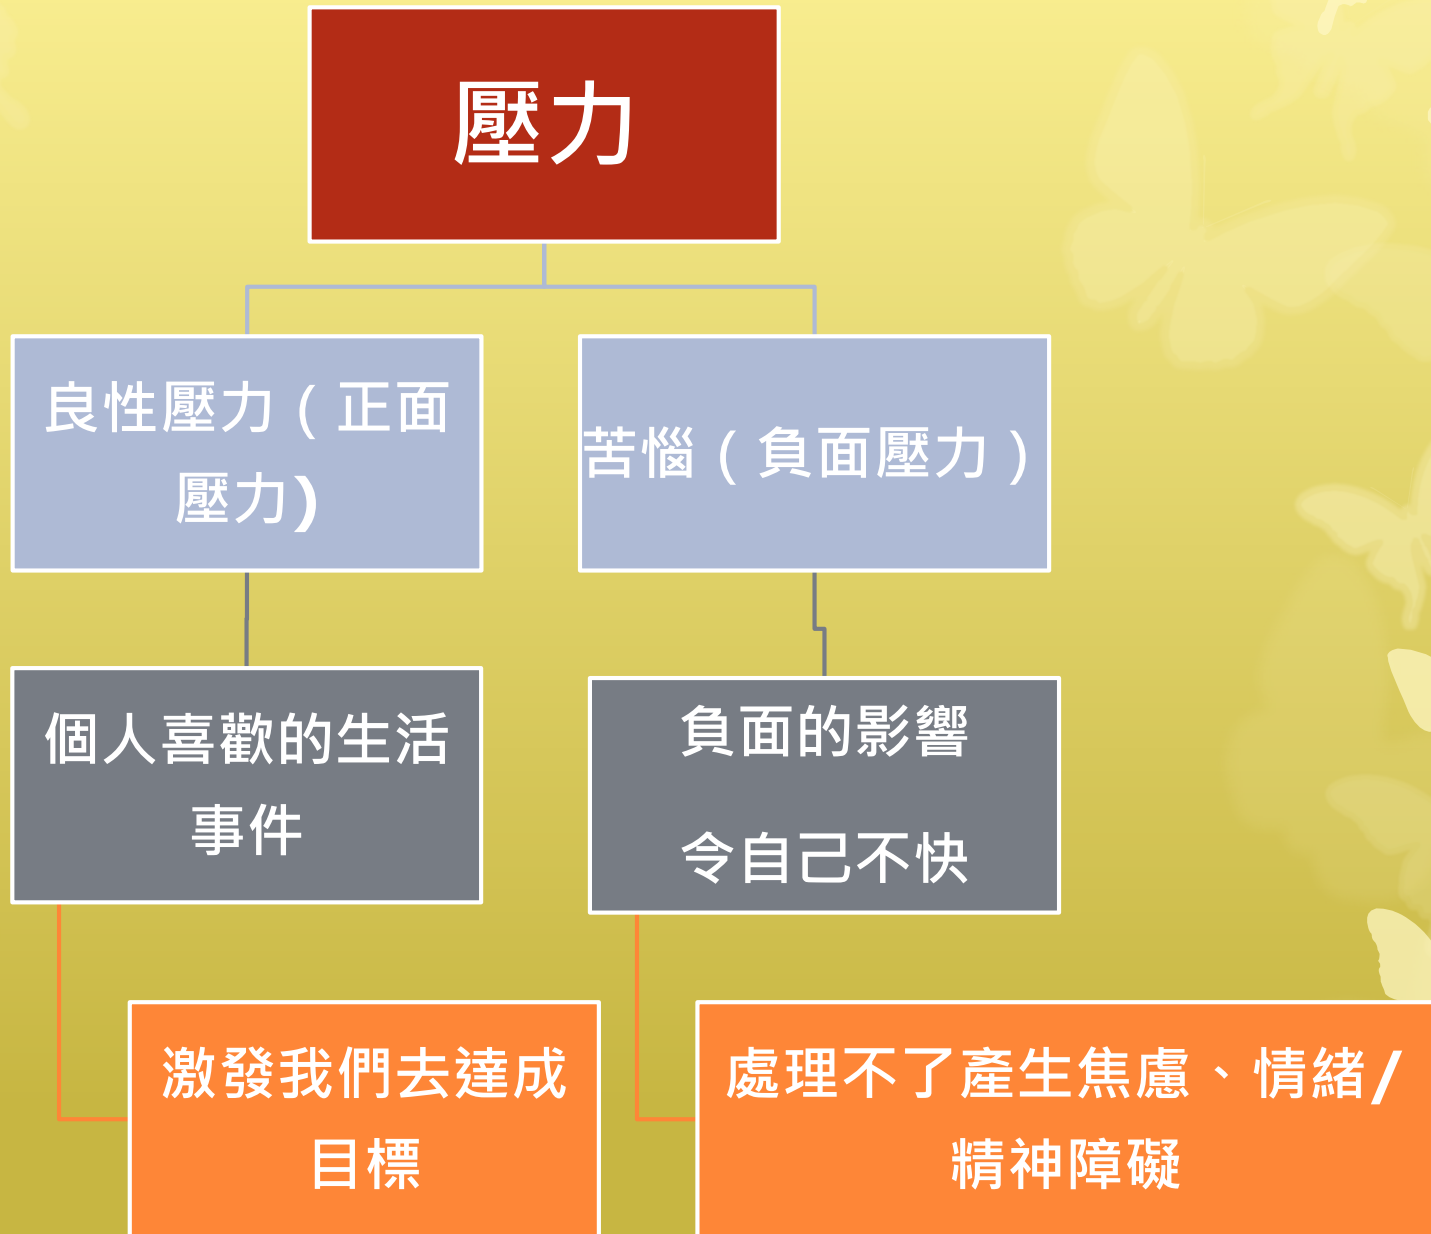 壓力
良性壓力（正面
壓力)
苦惱（負面壓力）
個人喜歡的生活
事件
負面的影響
令自己不快
激發我們去達成
目標
處理不了產生焦慮、情緒/
精神障礙